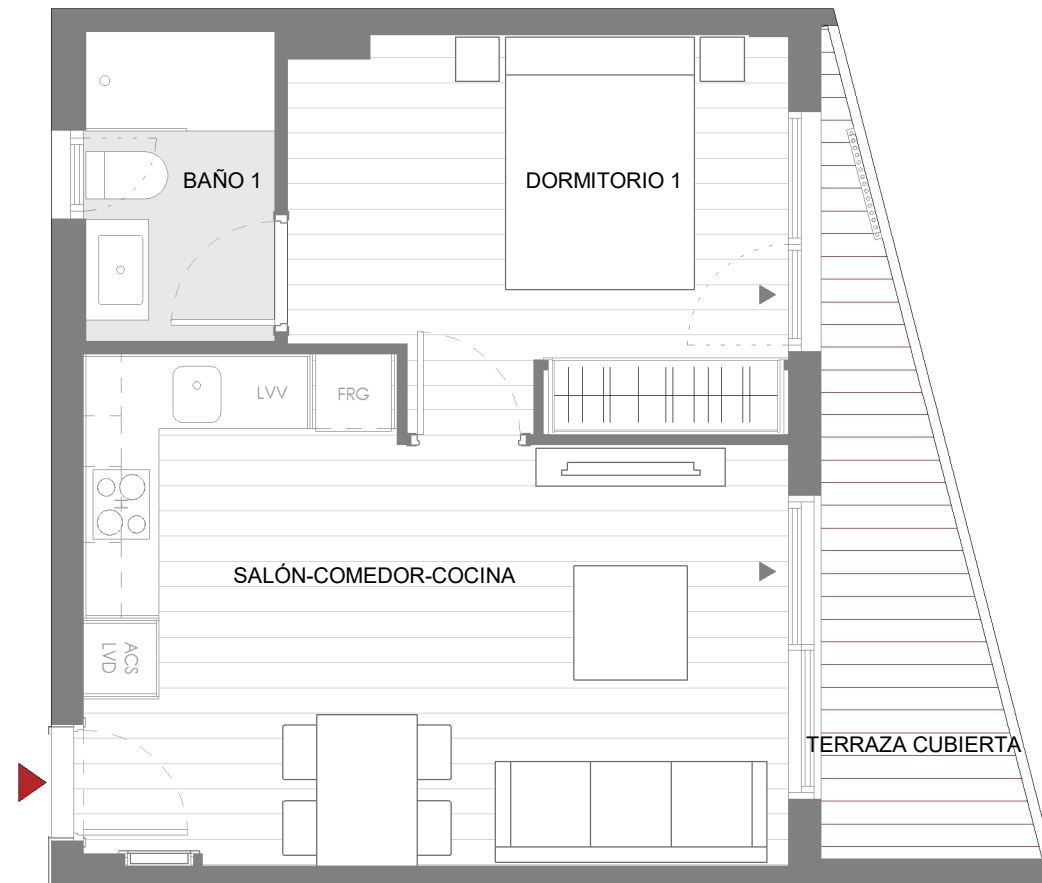 BAÑO 1
DORMITORIO 1
LVV
FRG
SALÓN-COMEDOR-COCINA
ACS
LVD
TERRAZA CUBIERTA